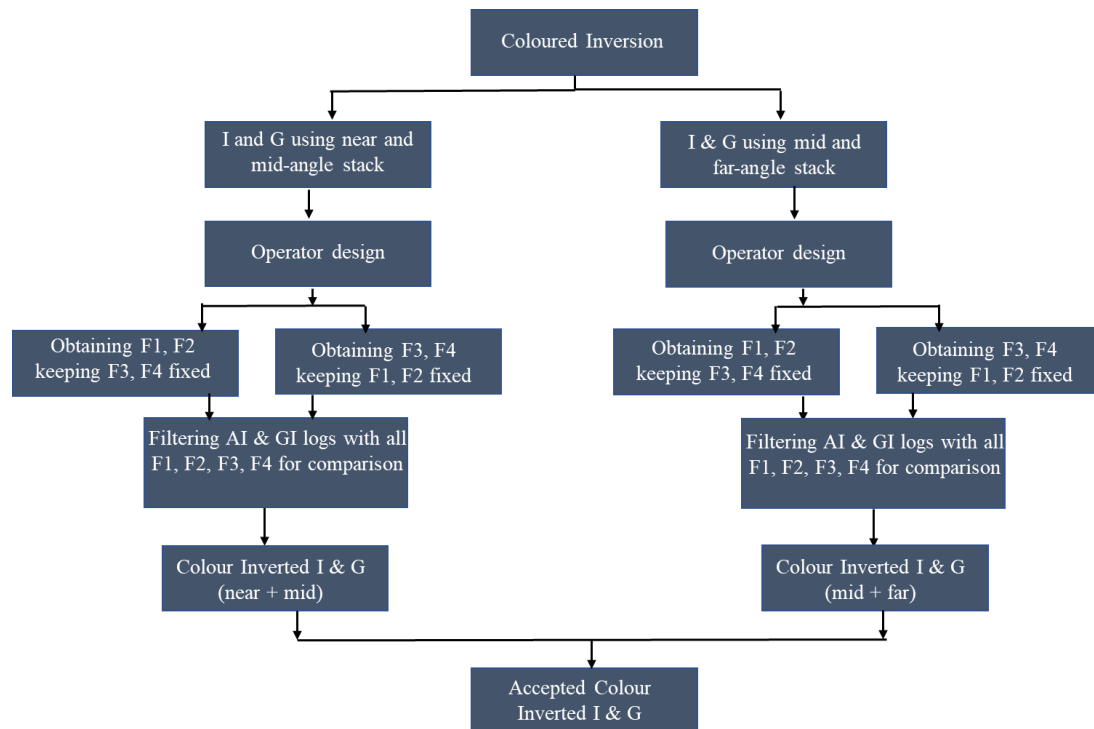 Coloured Inversion
I and G using near and
mid-angle stack
I & G using mid and
far-angle stack
Operator design
Operator design
Obtaining F1, F2
keeping F3, F4 fixed
Obtaining F3, F4
keeping F1, F2 fixed
Obtaining F1, F2
keeping F3, F4 fixed
Obtaining F3, F4
keeping F1, F2 fixed
Filtering AI & GI logs with all
F1, F2, F3, F4 for comparison
Filtering AI & GI logs with all
F1, F2, F3, F4 for comparison
Colour Inverted I & G
(near + mid)
Colour Inverted I & G
(mid + far)
Accepted Colour
Inverted I & G